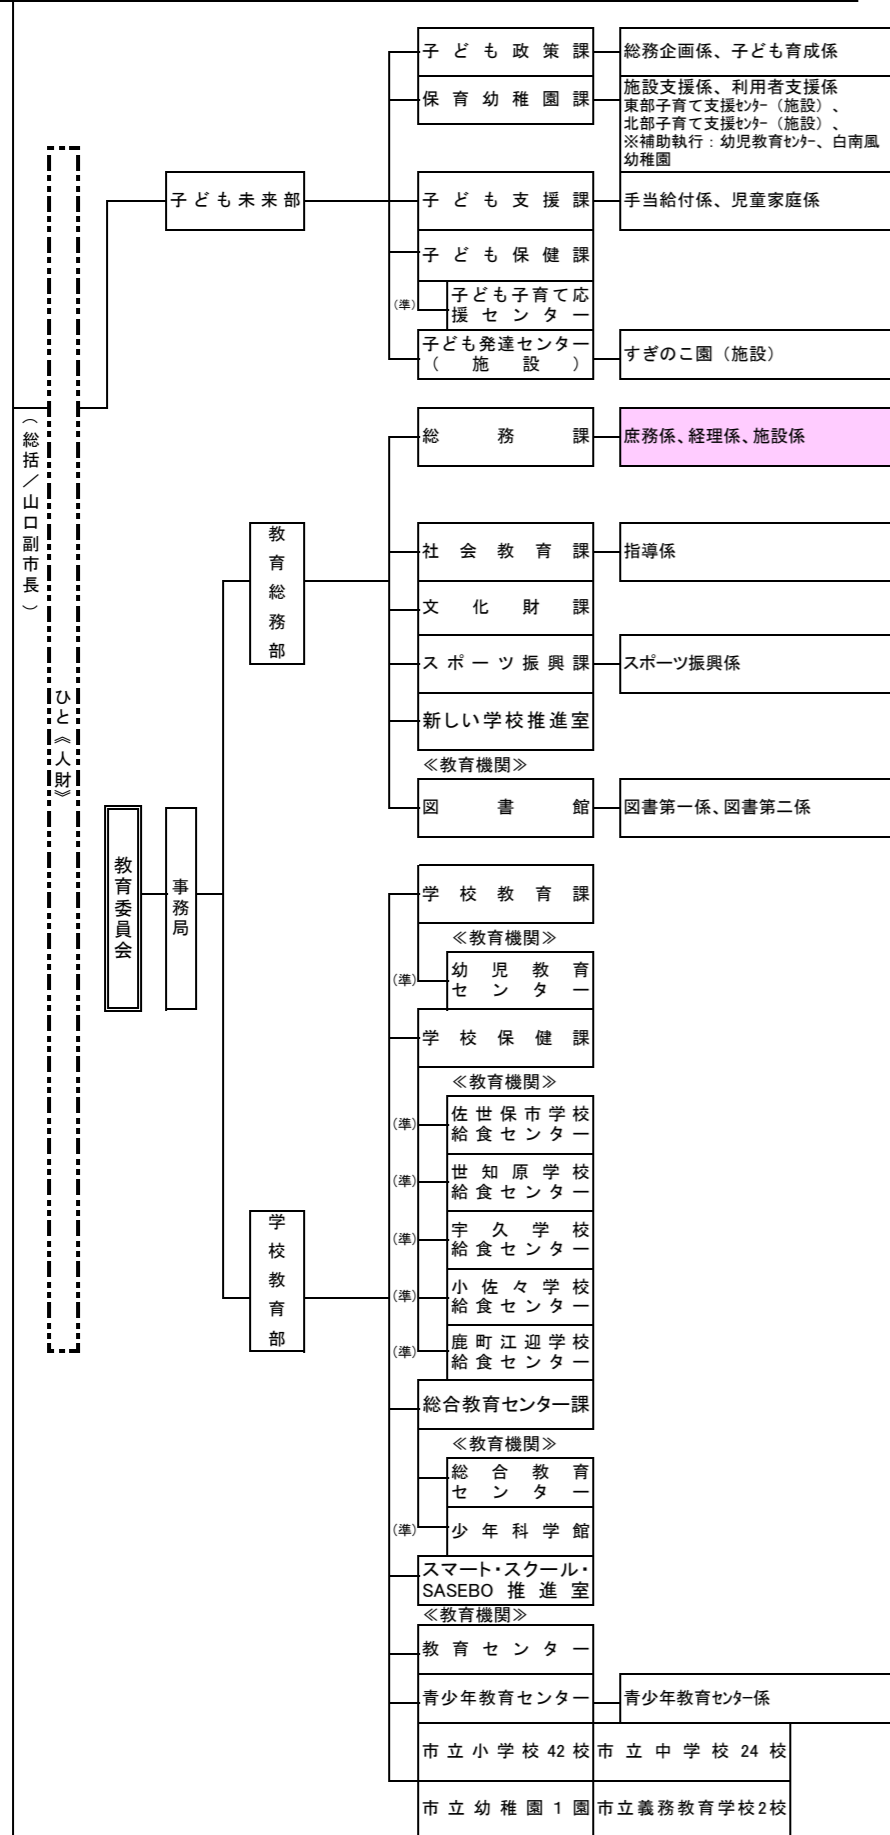 子ども政策課
総務企画係、子ども育成係
保育幼稚園課
施設支援係、利用者支援係
東部子育て支援ｾﾝﾀｰ（施設）、
北部子育て支援ｾﾝﾀｰ（施設）、
※補助執行：幼児教育ｾﾝﾀｰ、白南風
幼稚園
子ども未来部
子ども支援課
手当給付係、児童家庭係
子ども保健課
(準)
子ども子育て応
援センター
子ども発達センター
（施設）
すぎのこ園（施設）
（総括／山口副市長）
ひと《人財》
総務課
庶務係、経理係、施設係
教育総務部
社会教育課
指導係
文化財課
スポーツ振興課
スポーツ振興係
新しい学校推進室
≪教育機関≫
図書館
図書第一係、図書第二係
教育委員会
事務局
学校教育課
≪教育機関≫
(準)
幼児教育
センター
学校保健課
≪教育機関≫
(準)
佐世保市学校
給食センター
(準)
世知原学校
給食センター
(準)
宇久学校
給食センター
学校教育部
(準)
小佐々学校
給食センター
(準)
鹿町江迎学校
給食センター
総合教育センター課
≪教育機関≫
総合教育
センター
(準)
少年科学館
スマート・スクール・
SASEBO推進室
≪教育機関≫
教育センター
青少年教育センター
青少年教育ｾﾝﾀｰ係
市立小学校42校
市立中学校24校
市立幼稚園1園
市立義務教育学校2校